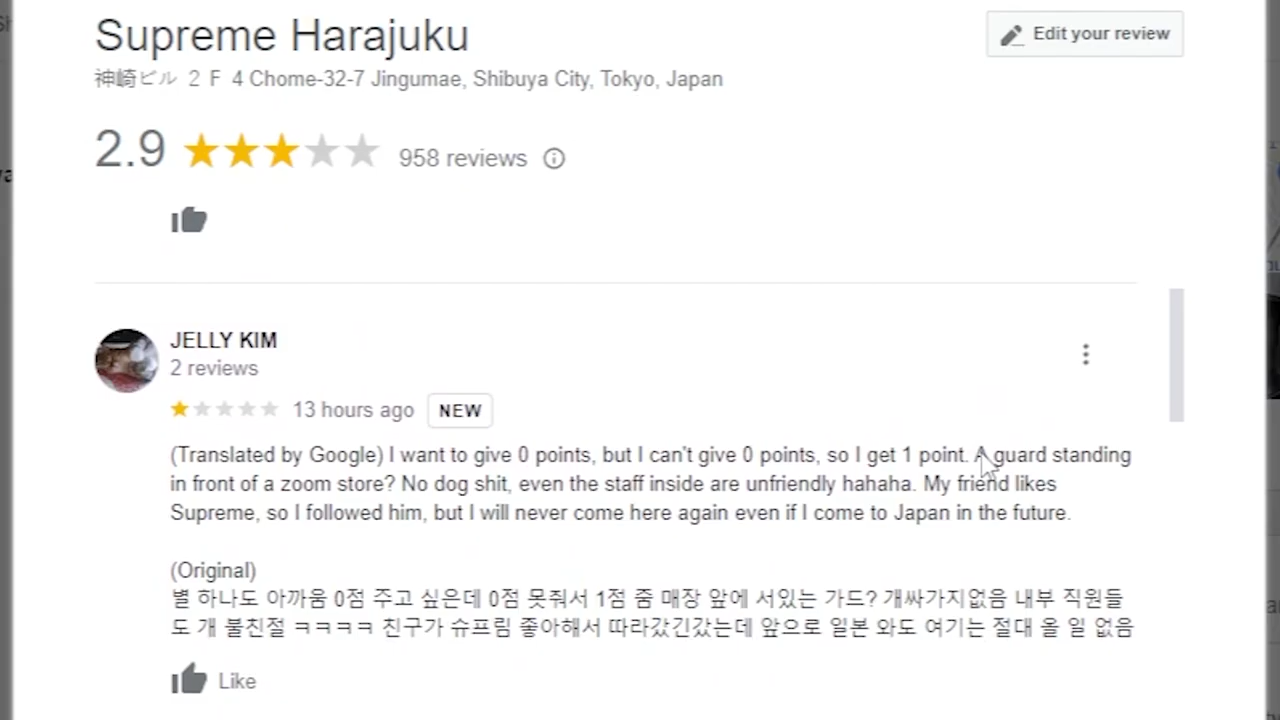 Supreme Harajuku
Edit your review
神崎ビル 2 F 4 Chome-32-7 Jingumae, Shibuya City, Tokyo, Japan
2.9
958 reviews
JELLY KIM
2 reviews
13 hours ago NEW
(Translated by Google) I want to give 0 points, but I can't give 0 points, so I get 1 point. A guard standing
in front of a zoom store? No dog shit, even the staff inside are unfriendly hahaha. My friend likes
Supreme, so I followed him, but I will never come here again even if I come to Japan in the future.
(Original)
별 하나도 아까움 0점 주고 싶은데 0점 못줘서 1점 줌 매장 앞에 서있는 가드? 개싸가지없음 내부 직원들
도 개 불친절 ㅋㅋㅋㅋ 친구가 슈프림 좋아해서 따라갔긴갔는데 앞으로 일본 와도 여기는 절대 올 일 없음
Like